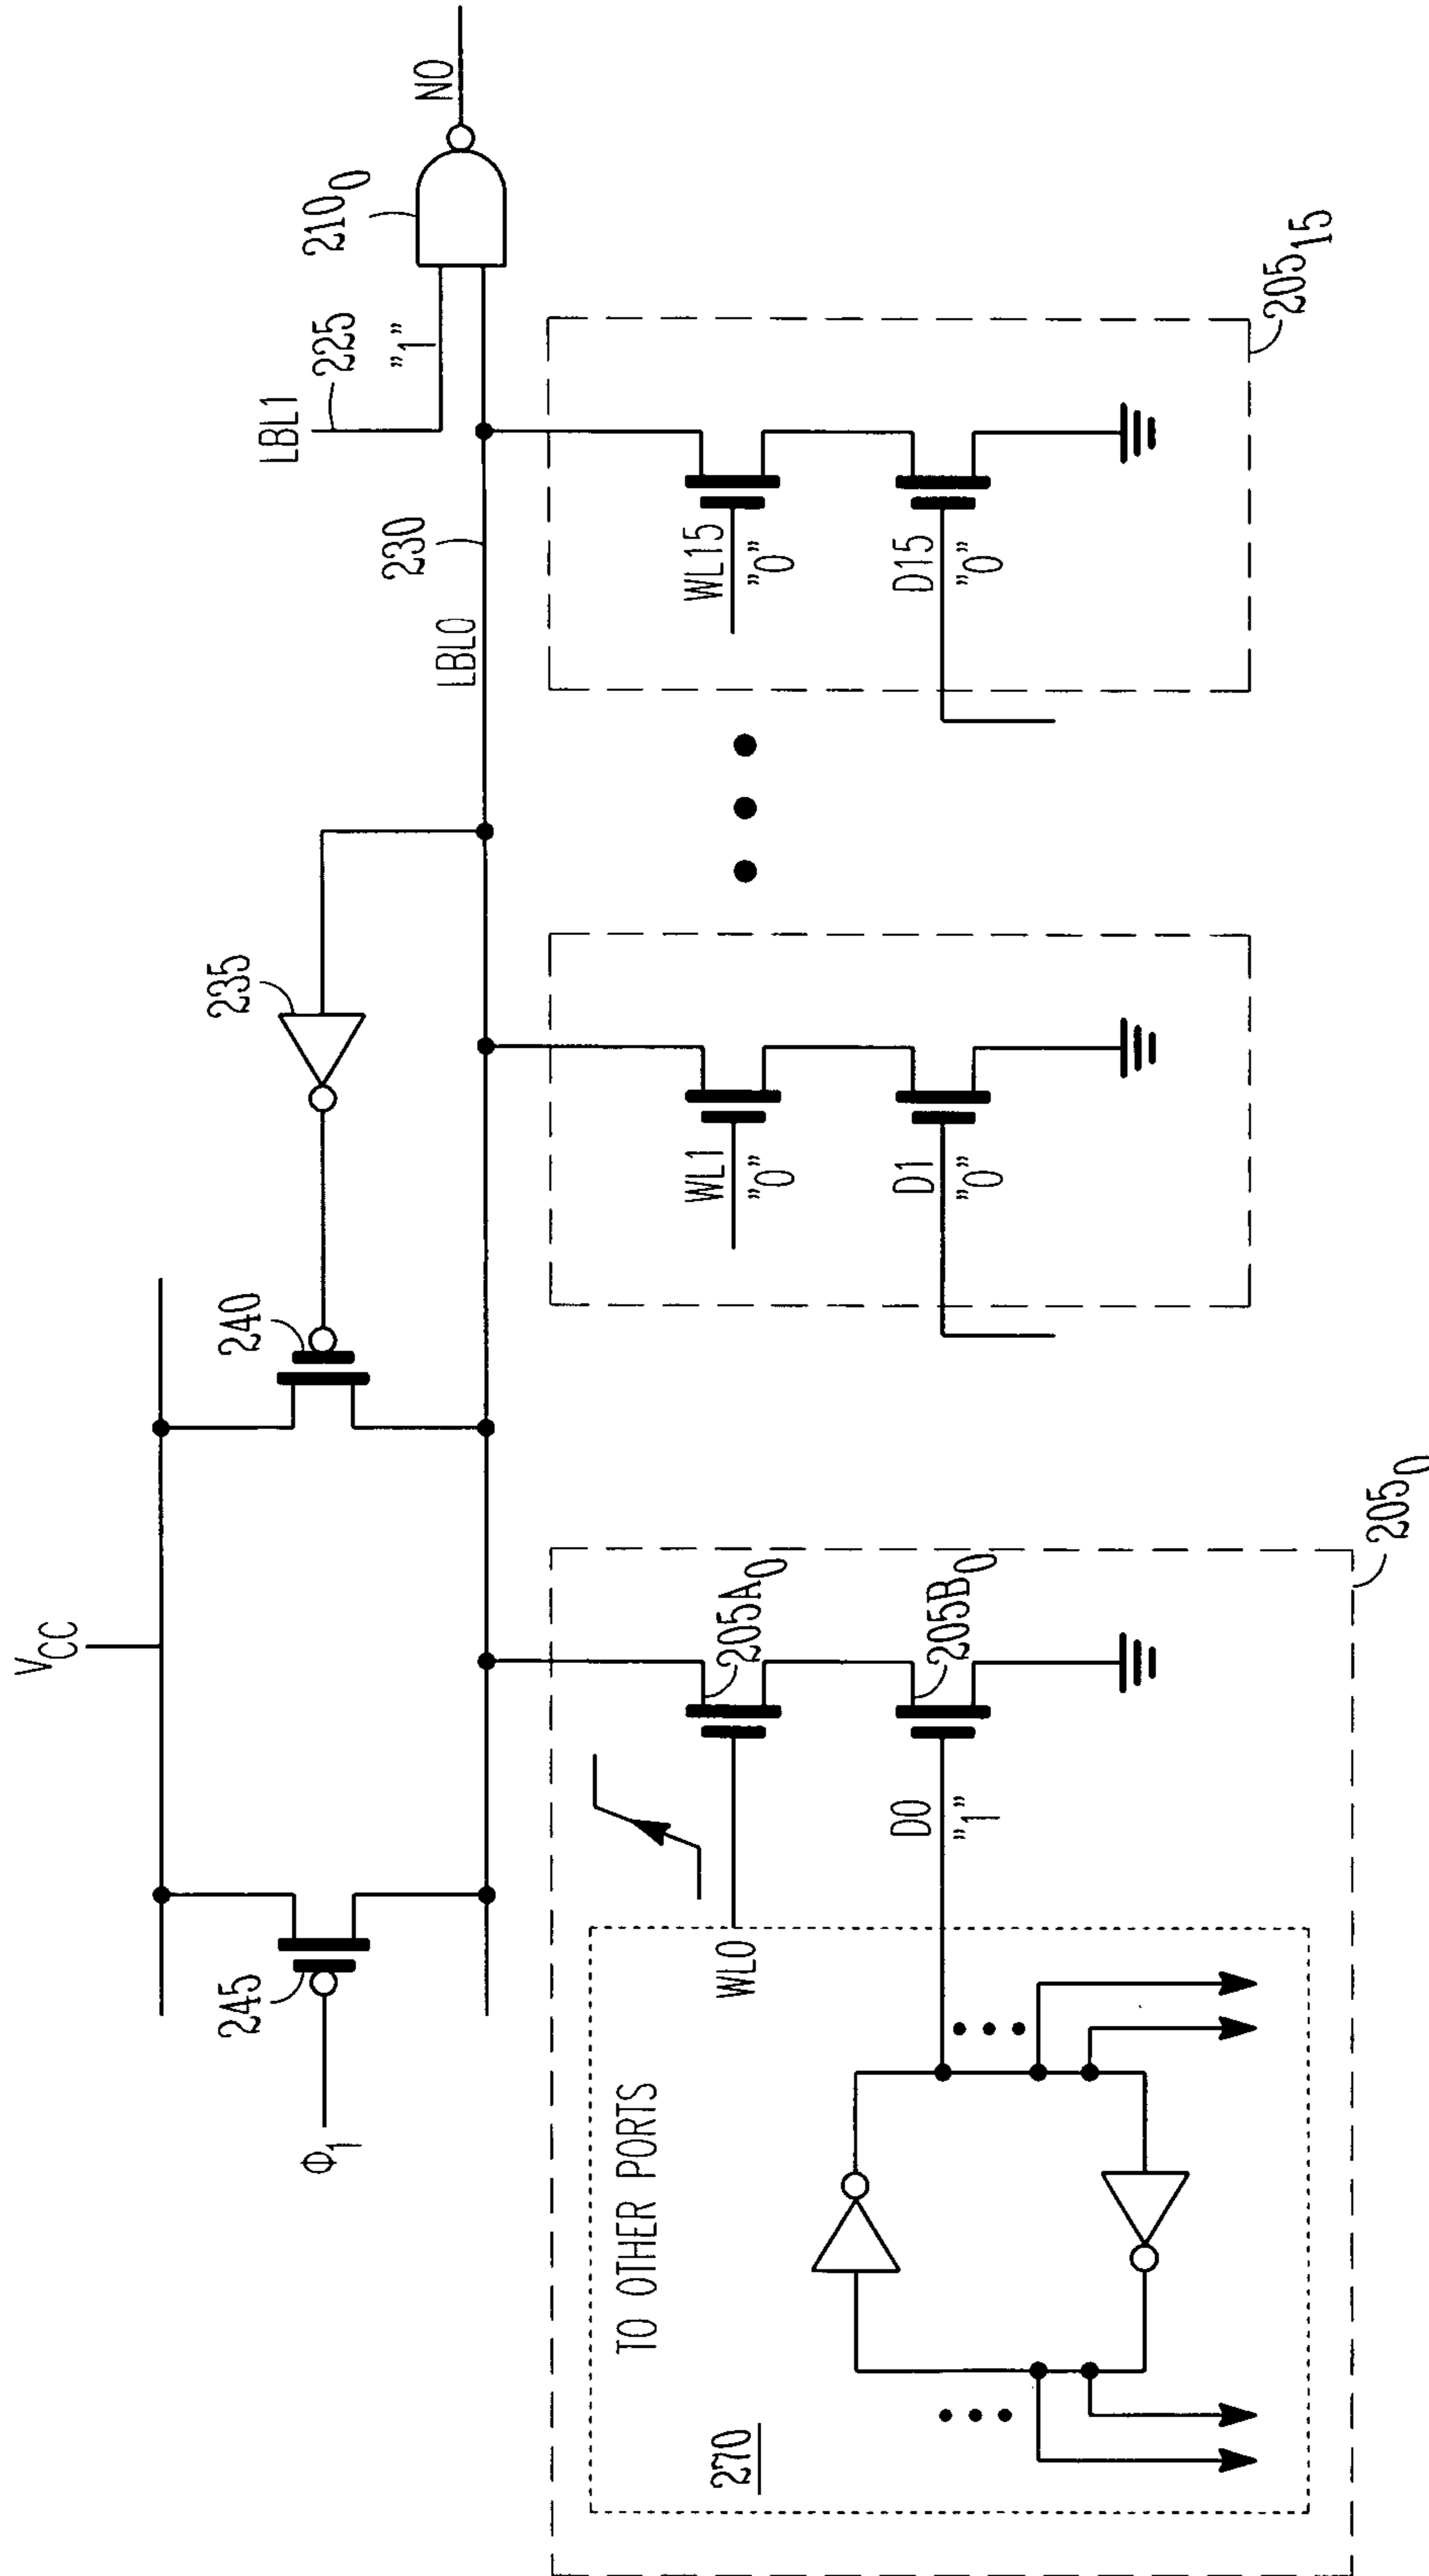 VCC
Φ1
245
240
235
LBL0
230
LBL1
225
"1"
2100
N0
WL0
205A0
D0
"1"
205B0
TO OTHER PORTS
270
2050
WL1
"0"
D1
"0"
WL15
"0"
D15
"0"
20515